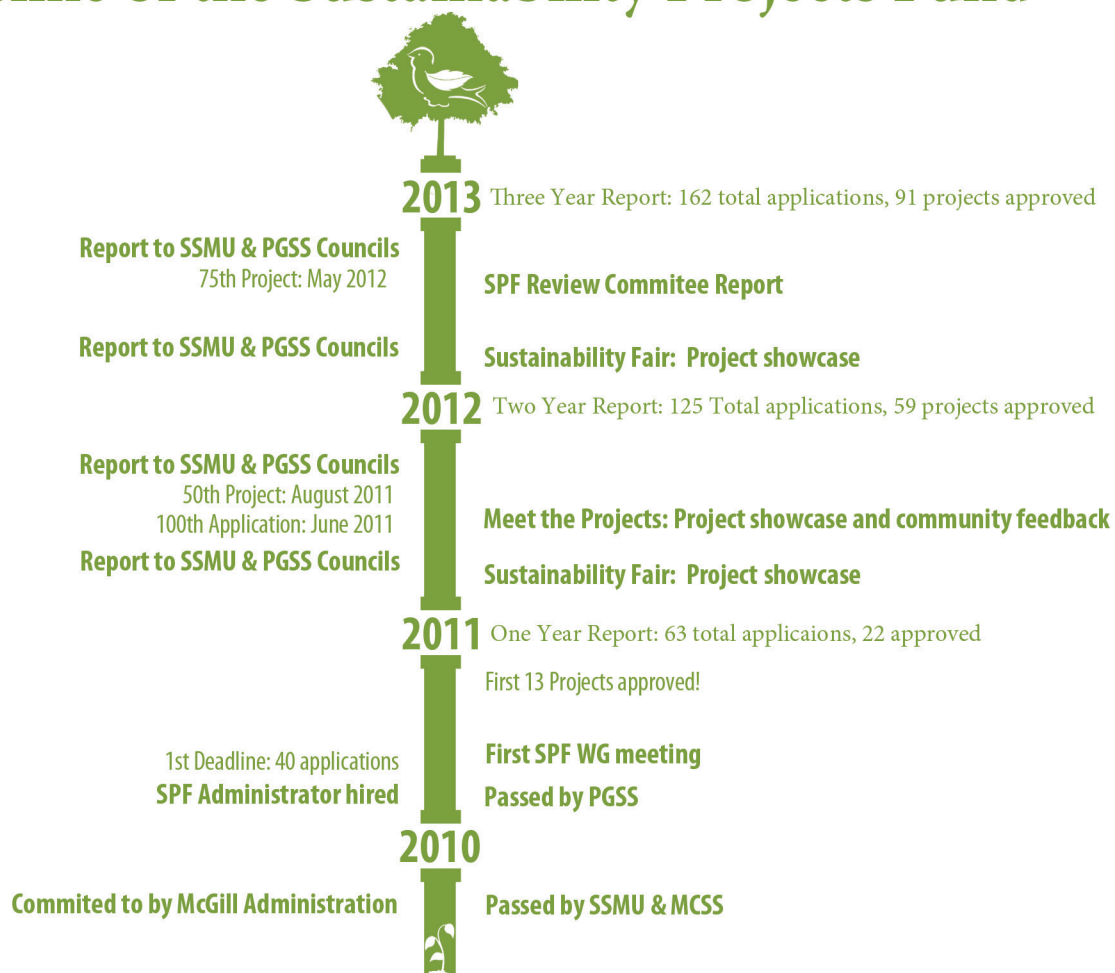 of the Sustainability Projects Fund
2013 Three Year Report: 162 total applications, 91 projects approved
Report to SSMU & PGSS Councils
75th Project: May 2012
SPF Review Commitee Report
Report to SSMU & PGSS Councils
Sustainability Fair: Project showcase
2012 Two Year Report: 125 Total applications, 59 projects approved
Report to SSMU & PGSS Councils
50th Project: August 2011
100th Application: June 2011
Meet the Projects: Project showcase and community feedback
Report to SSMU & PGSS Councils
Sustainability Fair: Project showcase
2011 One Year Report: 63 total applicaions, 22 approved
First 13 Projects approved!
First SPF WG meeting
1st Deadline: 40 applications
SPF Administrator hired
Passed by PGSS
2010
Commited to by McGill Administration
Passed by SSMU & MCSS